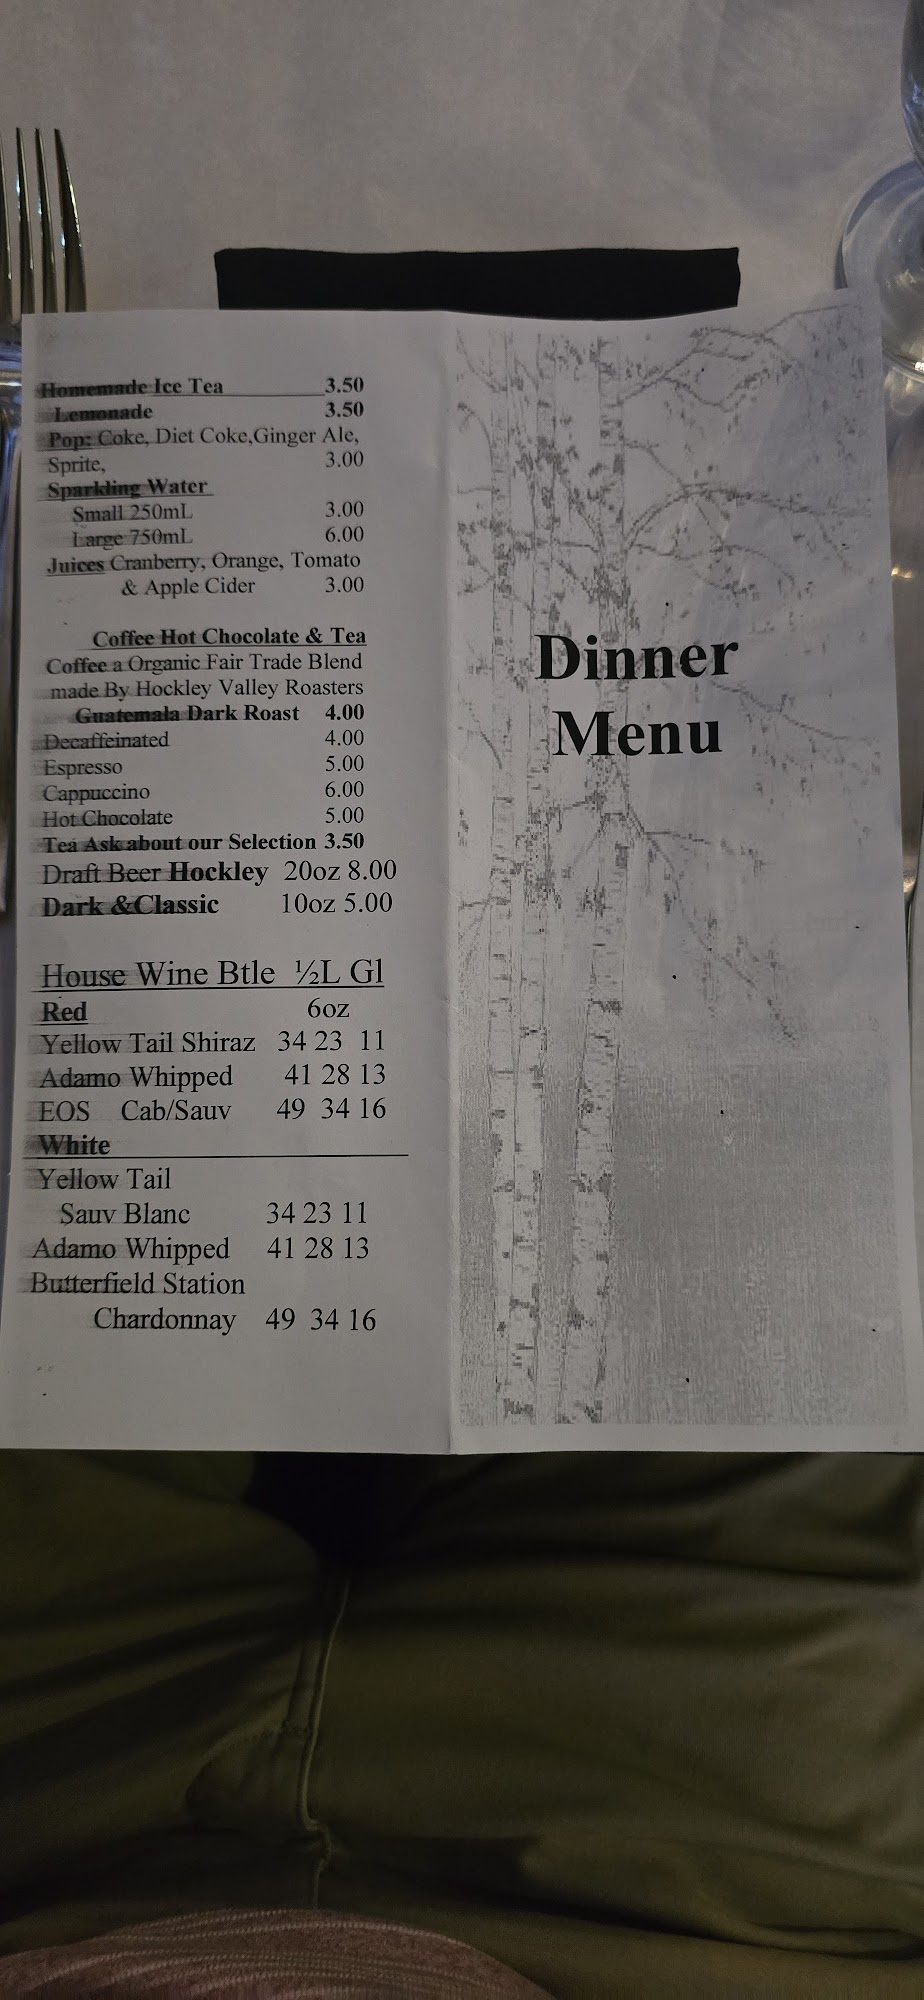 Homemade Ice Tea 3.50
Lemonade 3.50
Pop: Coke, Diet Coke,Ginger Ale,
Sprite, 3.00
Sparkling Water
Small 250mL 3.00
Large 750mL 6.00
Juices Cranberry, Orange, Tomato
& Apple Cider 3.00
Coffee Hot Chocolate & Tea
Coffee a Organic Fair Trade Blend
made By Hockley Valley Roasters
Guatemala Dark Roast 4.00
Decaffeinated 4.00
Espresso 5.00
Cappuccino 6.00
Hot Chocolate 5.00
Tea Ask about our Selection 3.50
Draft Beer Hockley 20oz 8.00
Dark &Classic 10oz 5.00
House Wine Btle ½L Gl
Red 6oz
Yellow Tail Shiraz 34 23 11
Adamo Whipped 41 28 13
EOS Cab/Sauv 49 34 16
White
Yellow Tail
Sauv Blanc 34 23 11
Adamo Whipped 41 28 13
Butterfield Station
Chardonnay 49 34 16
Dinner
Menu